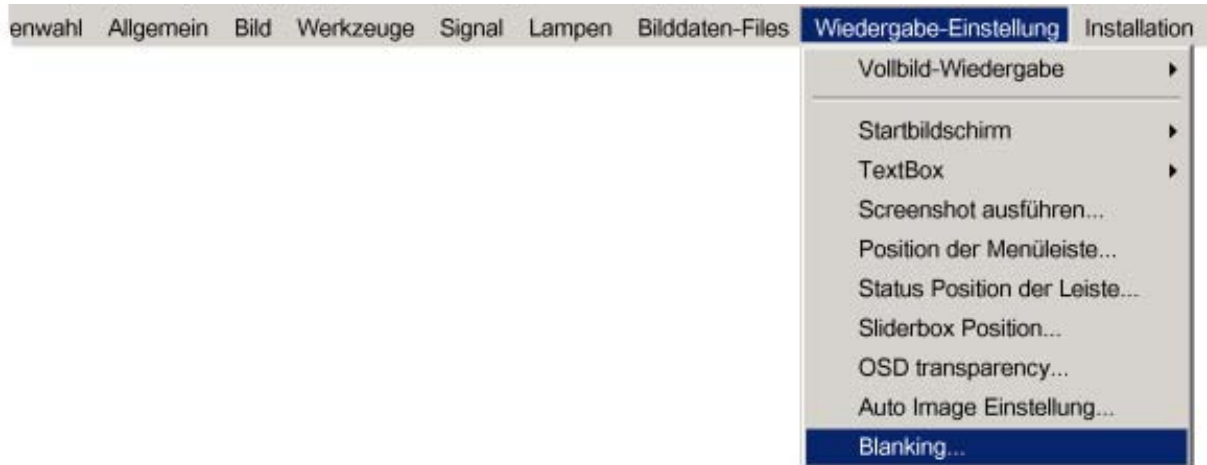 enwahl Allgemein Bild Werkzeuge Signal Lampen Bilddaten-Files Wiedergabe-Einstellung Installation
Vollbild-Wiedergabe
Startbildschirm
TextBox
Screenshot ausführen...
Position der Menüleiste...
Status Position der Leiste...
Sliderbox Position...
OSD transparency...
Auto Image Einstellung...
Blanking...